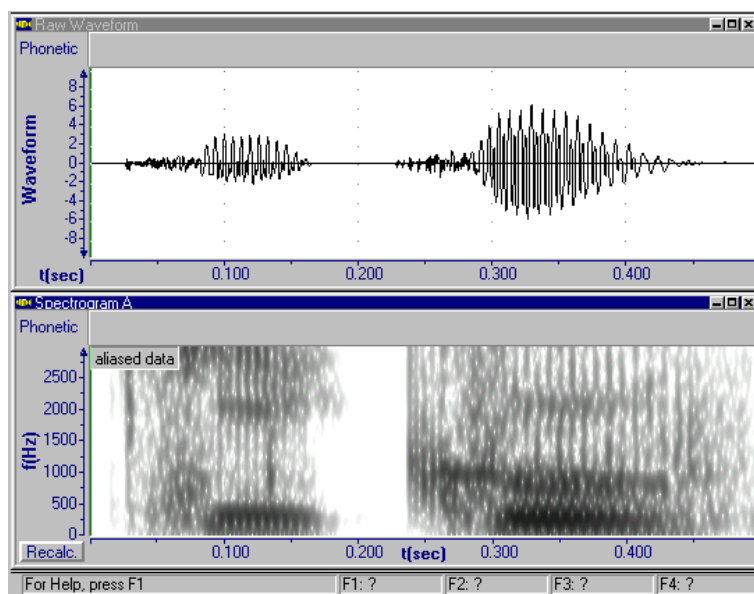 Raw Waveform
Phonetic
Waveform
8
6
4
2
0
-2
-4
-6
-8
t(sec) 0.100 0.200 0.300 0.400
Spectrogram A
Phonetic
aliased data
f(Hz)
2500
2000
1500
1000
500
0
Recalc. 0.100 0.200 t(sec) 0.300 0.400
For Help, press F1 F1: ? F2: ? F3: ? F4: ?